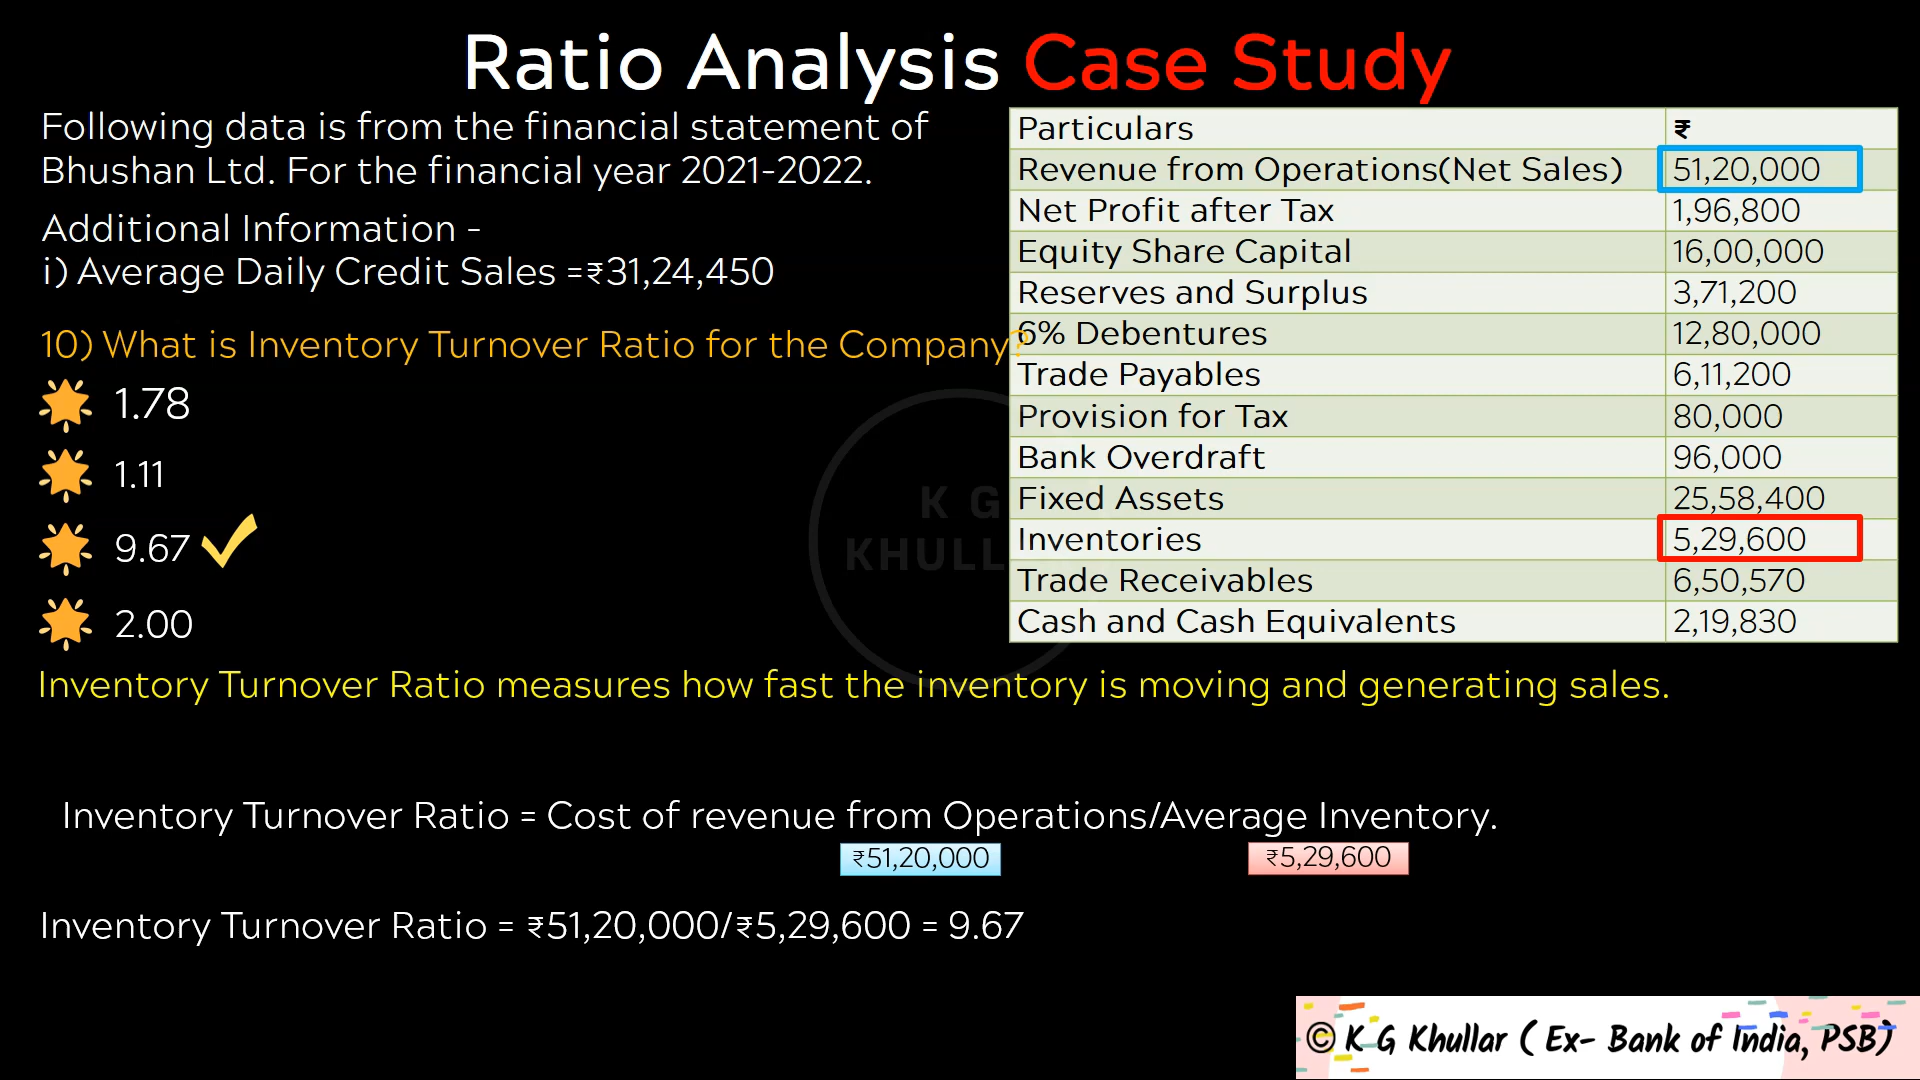 Ratio Analysis Case Study
Following data is from the financial statement of
Bhushan Ltd. For the financial year 2021-2022.
Additional Information -
i) Average Daily Credit Sales =₹31,24,450
10) What is Inventory Turnover Ratio for the Company?
1.78
1.11
9.67
2.00
Particulars ₹
Revenue from Operations(Net Sales) 51,20,000
Net Profit after Tax 1,96,800
Equity Share Capital 16,00,000
Reserves and Surplus 3,71,200
6% Debentures 12,80,000
Trade Payables 6,11,200
Provision for Tax 80,000
Bank Overdraft 96,000
Fixed Assets 25,58,400
Inventories 5,29,600
Trade Receivables 6,50,570
Cash and Cash Equivalents 2,19,830
K G
KHULL
Inventory Turnover Ratio measures how fast the inventory is moving and generating sales.
Inventory Turnover Ratio = Cost of revenue from Operations/Average Inventory.
₹51,20,000 ₹5,29,600
Inventory Turnover Ratio = ₹51,20,000/₹5,29,600 = 9.67
© K G Khullar ( Ex- Bank of India, PSB)